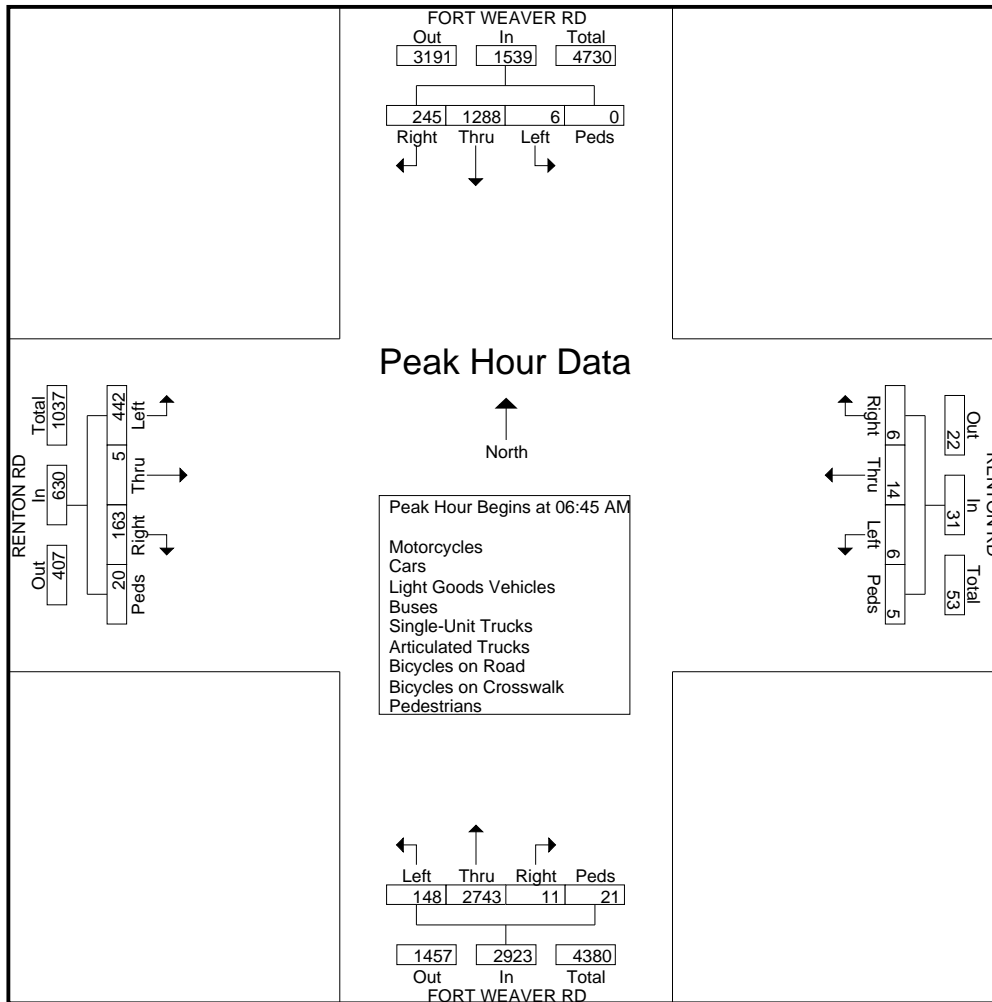 FORT WEAVER RD
Out In Total
3191 1539 4730
245 1288 6 0
Right Thru Left Peds
Peak Hour Data
North
RENTON RD
Total In Out
1037 630 407
442 5 163 20
Left Thru Right Peds
Peak Hour Begins at 06:45 AM
Motorcycles
Cars
Light Goods Vehicles
Buses
Single-Unit Trucks
Articulated Trucks
Bicycles on Road
Bicycles on Crosswalk
Pedestrians
Right Thru Left Peds
6 14 6 5
22 31 53
Out In Total
RENTON RD
Left Thru Right Peds
148 2743 11 21
1457 2923 4380
Out In Total
FORT WEAVER RD